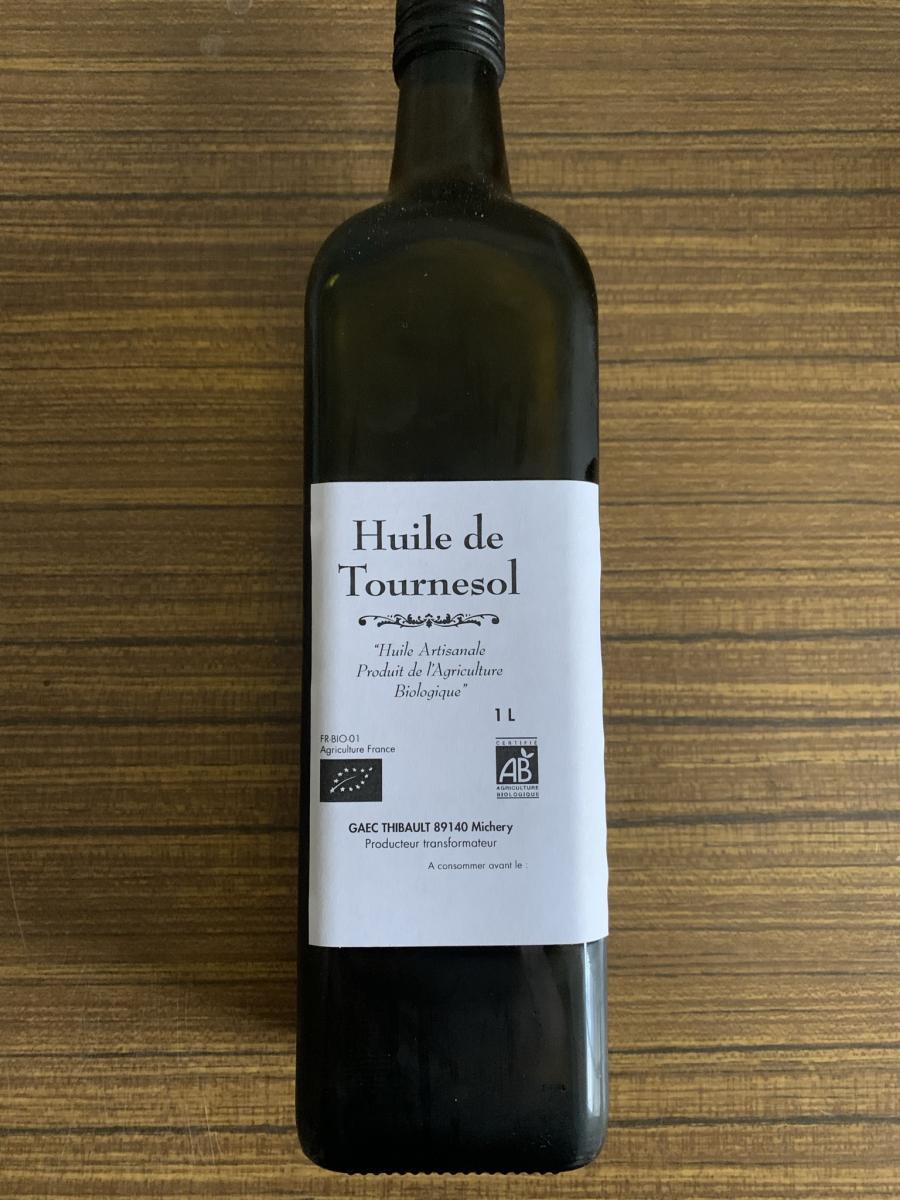 Huile de
Tournesol
“Huile Artisanale
Produit de l'Agriculture
Biologique”
1 L
FR-BIO-01
Agriculture France
CERTIFIÉ
AB
AGRICULTURE
BIOLOGIQUE
GAEC THIBAULT 89140 Michery
Producteur transformateur
A consommer avant le :